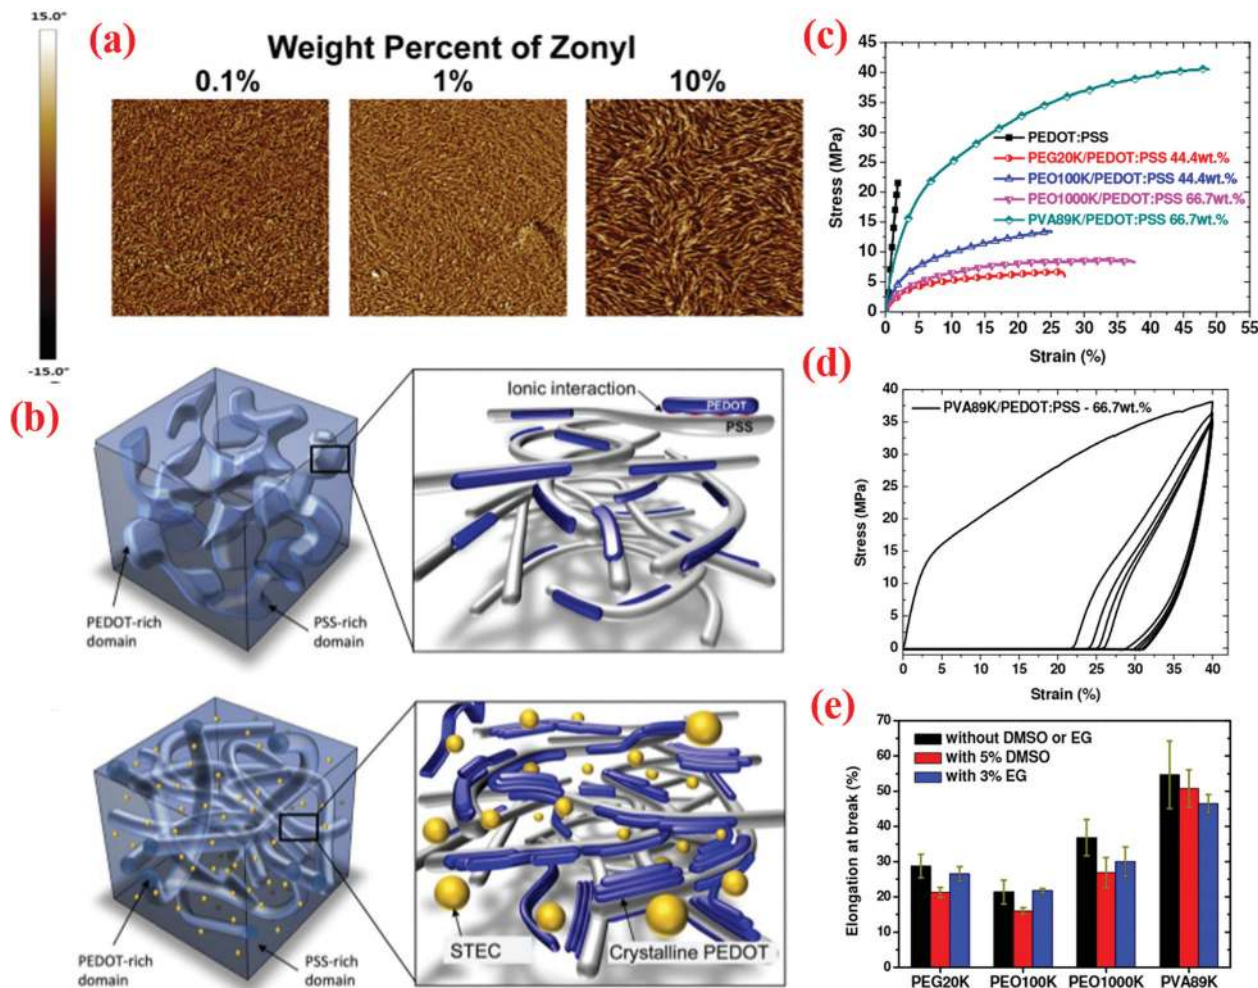 15.0°
-15.0°
(a)
Weight Percent of Zonyl
0.1%
1%
10%
(b)
Ionic interaction
PEDOT
PSS
PEDOT-rich
domain
PSS-rich
domain
STEC
Crystalline PEDOT
PEDOT-rich
domain
PSS-rich
domain
(c)
Stress (MPa)
45
40
35
30
25
20
15
10
5
0
PEDOT:PSS
PEG20K/PEDOT:PSS 44.4wt.%
PEO100K/PEDOT:PSS 44.4wt.%
PEO1000K/PEDOT:PSS 66.7wt.%
PVA89K/PEDOT:PSS 66.7wt.%
0 5 10 15 20 25 30 35 40 45 50 55
Strain (%)
(d)
Stress (MPa)
40
35
30
25
20
15
10
5
0
PVA89K/PEDOT:PSS - 66.7wt.%
0 5 10 15 20 25 30 35 40
Strain (%)
(e)
Elongation at break (%)
70
60
50
40
30
20
10
0
without DMSO or EG
with 5% DMSO
with 3% EG
PEG20K PEO100K PEO1000K PVA89K